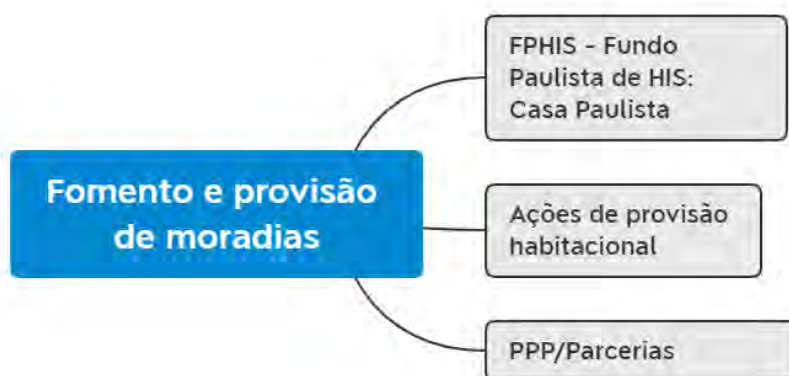 FPHIS - Fundo
Paulista de HIS:
Casa Paulista
Fomento e provisão
de moradias
Ações de provisão
habitacional
PPP/Parcerias